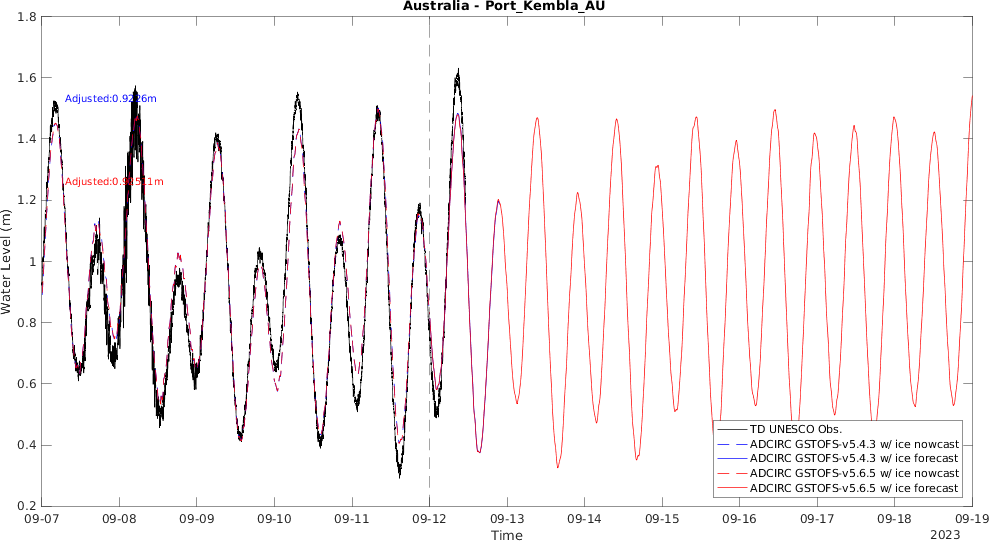 Australia - Port_Kembla_AU
Water Level (m)
1.8
1.6
1.4
1.2
1
0.8
0.6
0.4
0.2
Adjusted:0.9226m
TD UNESCO Obs.
ADCIRC GSTOFS-v5.4.3 w/ ice nowcast
ADCIRC GSTOFS-v5.4.3 w/ ice forecast
ADCIRC GSTOFS-v5.6.5 w/ ice nowcast
ADCIRC GSTOFS-v5.6.5 w/ ice forecast
09-07 09-08 09-09 09-10 09-11 09-12 09-13 09-14 09-15 09-16 09-17 09-18 09-19
Time
2023